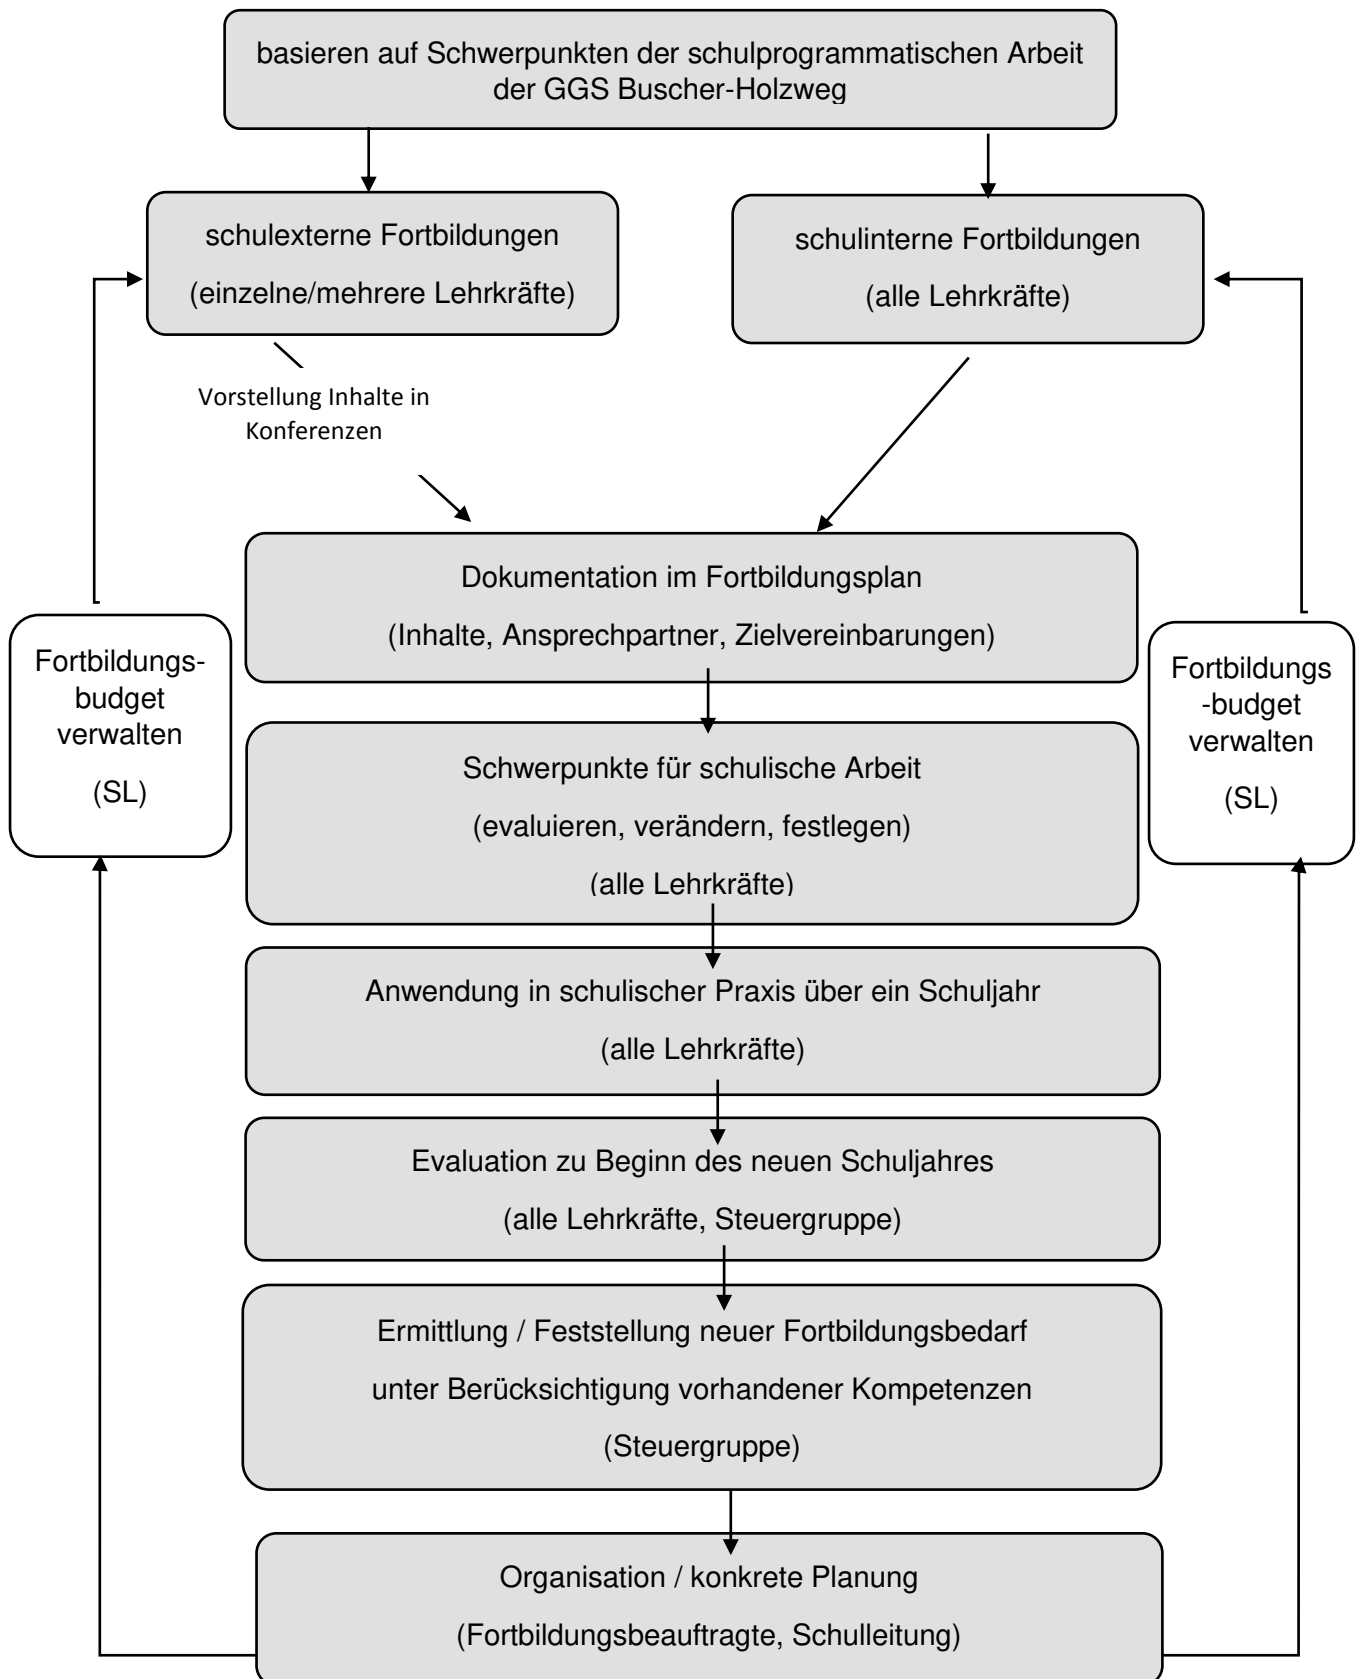 basieren auf Schwerpunkten der schulprogrammatischen Arbeit
der GGS Buscher-Holzweg
schulexterne Fortbildungen
(einzelne/mehrere Lehrkräfte)
schulinterne Fortbildungen
(alle Lehrkräfte)
Vorstellung Inhalte in
Konferenzen
Dokumentation im Fortbildungsplan
(Inhalte, Ansprechpartner, Zielvereinbarungen)
Fortbildungs-
budget
verwalten
(SL)
Fortbildungs
-budget
verwalten
(SL)
Schwerpunkte für schulische Arbeit
(evaluieren, verändern, festlegen)
(alle Lehrkräfte)
Anwendung in schulischer Praxis über ein Schuljahr
(alle Lehrkräfte)
Evaluation zu Beginn des neuen Schuljahres
(alle Lehrkräfte, Steuergruppe)
Ermittlung / Feststellung neuer Fortbildungsbedarf
unter Berücksichtigung vorhandener Kompetenzen
(Steuergruppe)
Organisation / konkrete Planung
(Fortbildungsbeauftragte, Schulleitung)